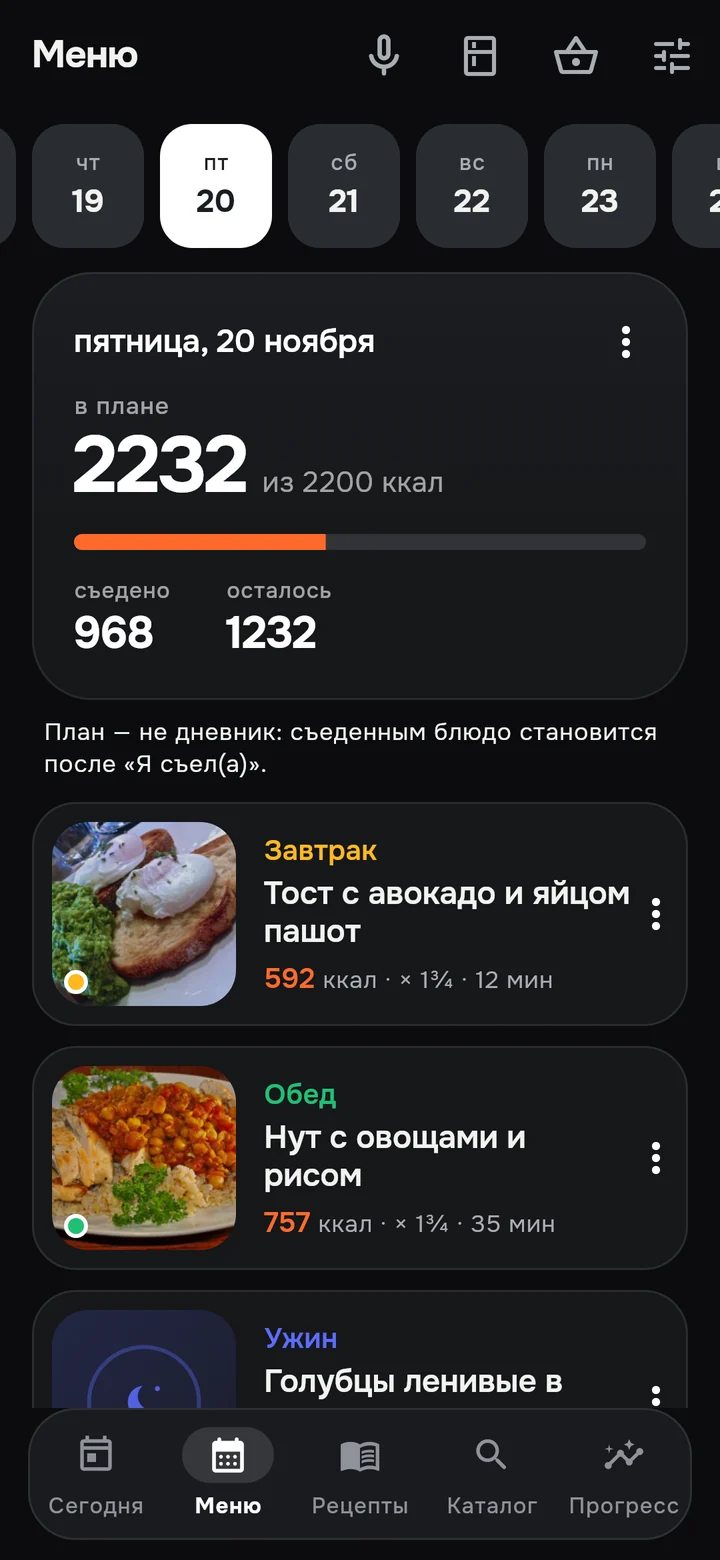 Меню
чт
19
пт
20
сб
21
вс
22
пн
23
пятница, 20 ноября
в плане
2232 из 2200 ккал
съедено осталось
968 1232
План — не дневник: съеденным блюдо становится
после «Я съел(а)».
Завтрак
Тост с авокадо и яйцом
пашот
592 ккал · × 1¾ · 12 мин
Обед
Нут с овощами и
рисом
757 ккал · × 1¾ · 35 мин
Ужин
Голубцы ленивые в
Сегодня Меню Рецепты Каталог Прогресс